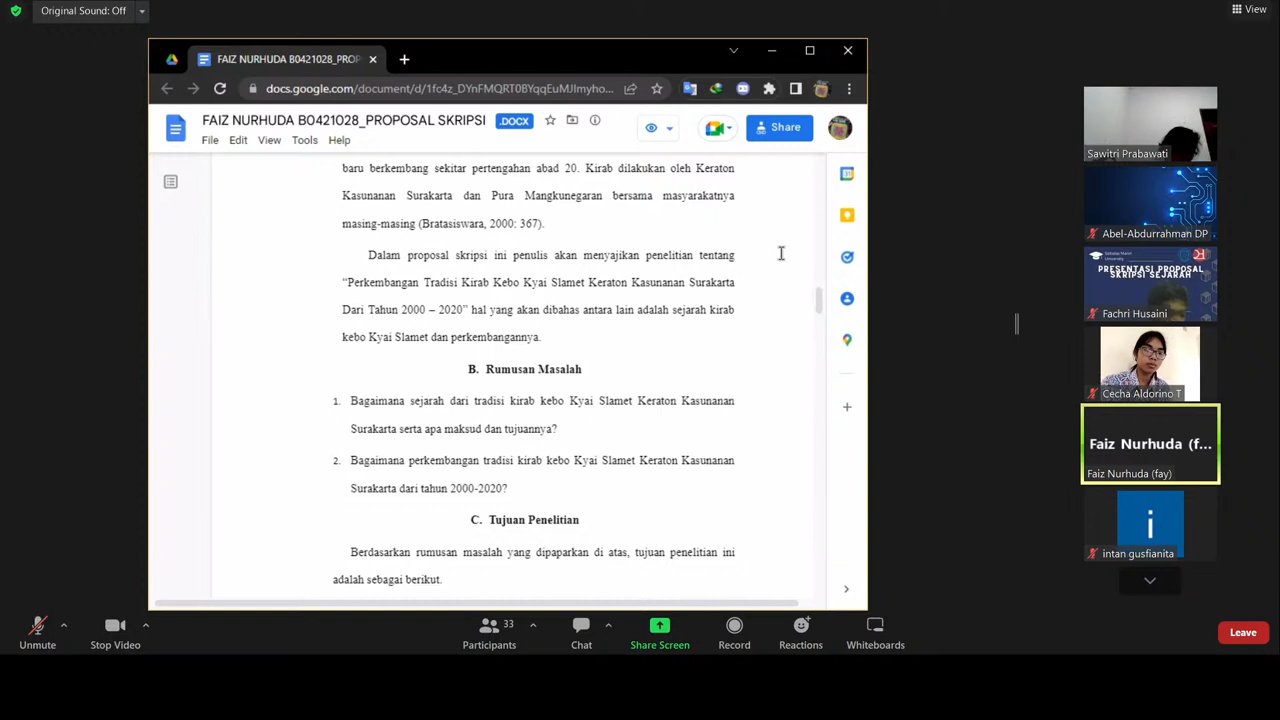 Original Sound: Off
View
FAIZ NURHUDA B0421028_PROP
docs.google.com/document/d/1fc4z_DYnFMQRT0BYqqEuMJlmyho...
FAIZ NURHUDA B0421028_PROPOSAL SKRIPSI .DOCX
Share
File Edit View Tools Help
baru berkembang sekitar pertengahan abad 20. Kirab dilakukan oleh Keraton
Kasunanan Surakarta dan Pura Mangkunegaran bersama masyarakatnya
masing-masing (Bratasiswara, 2000: 367).
Dalam proposal skripsi ini penulis akan menyajikan penelitian tentang
“Perkembangan Tradisi Kirab Kebo Kyai Slamet Keraton Kasunanan Surakarta
Dari Tahun 2000 – 2020” hal yang akan dibahas antara lain adalah sejarah kirab
kebo Kyai Slamet dan perkembangannya.
B. Rumusan Masalah
1. Bagaimana sejarah dari tradisi kirab kebo Kyai Slamet Keraton Kasunanan
Surakarta serta apa maksud dan tujuannya?
2. Bagaimana perkembangan tradisi kirab kebo Kyai Slamet Keraton Kasunanan
Surakarta dari tahun 2000-2020?
C. Tujuan Penelitian
Berdasarkan rumusan masalah yang dipaparkan di atas, tujuan penelitian ini
adalah sebagai berikut.
Sawitri Prabawati
Abel-Abdurrahman DP
PRESENTASI PROPOSAL
SKRIPSI SEJARAH
Fachri Husaini
Cecha Aldorino T
Faiz Nurhuda (f...
Faiz Nurhuda (fay)
i
intan gusfianita
Unmute
Stop Video
Participants
33
Chat
Share Screen
Record
Reactions
Whiteboards
Leave